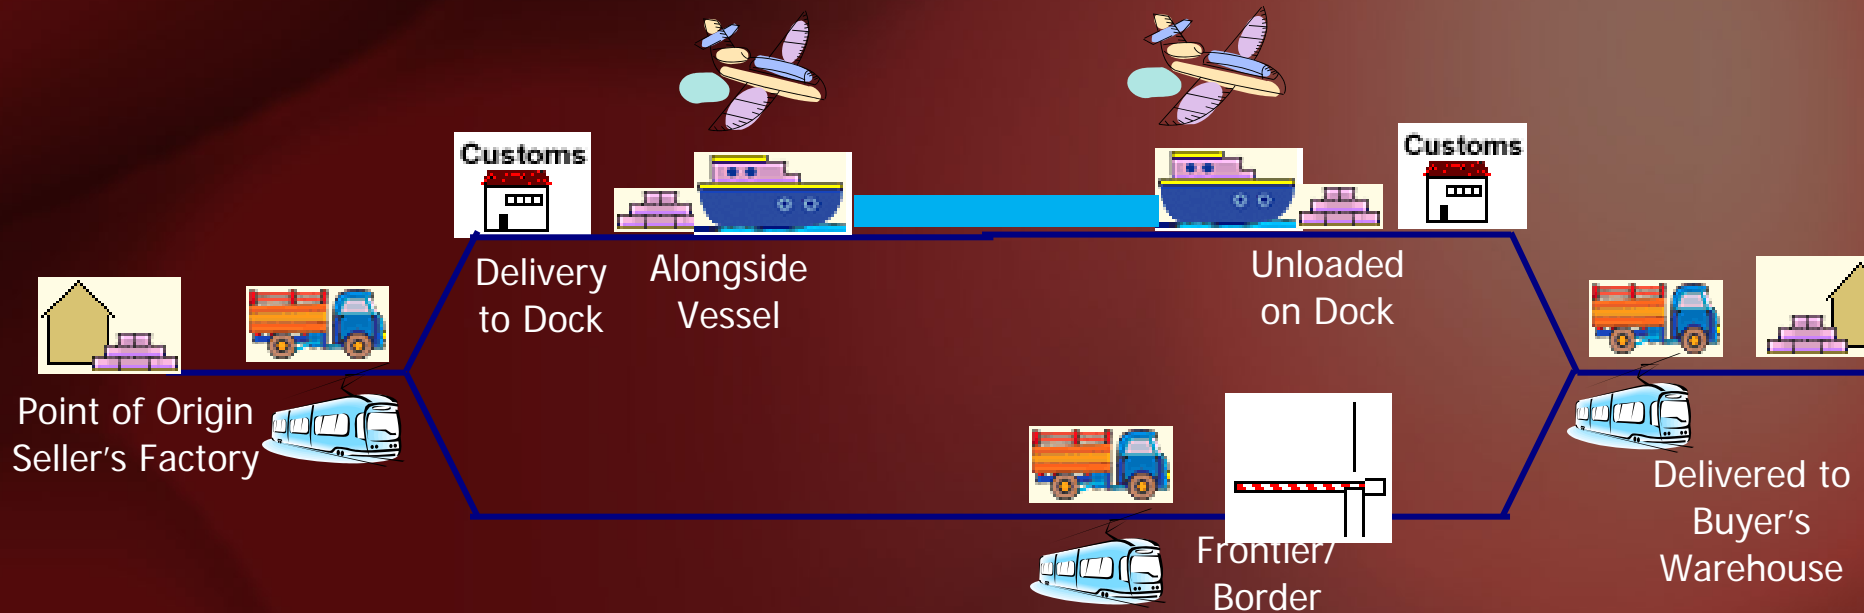 Customs
Customs
Delivery
to Dock
Alongside
Vessel
Unloaded
on Dock
Point of Origin
Seller's Factory
Frontier/
Border
Delivered to
Buyer's
Warehouse